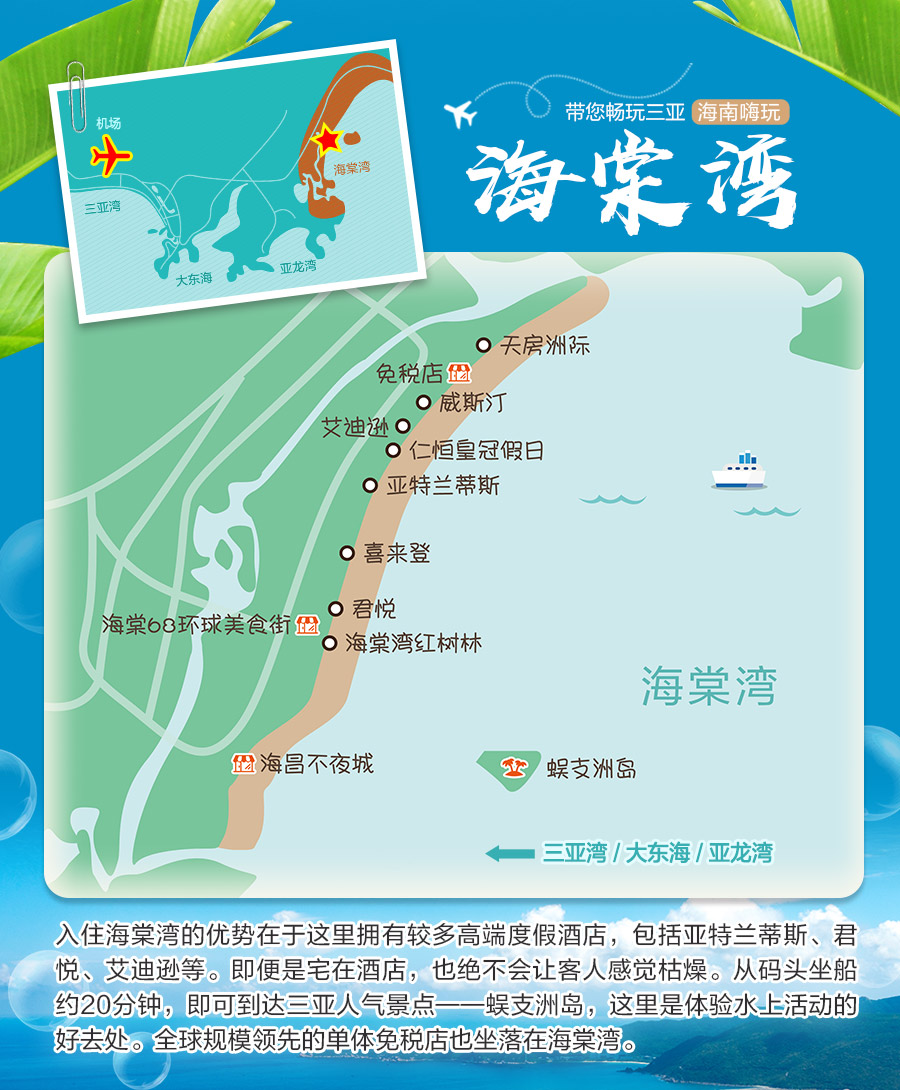 带您畅玩三亚 海南嗨玩
海棠湾
机场
海棠湾
三亚湾
大东海
亚龙湾
天房洲际
免税店
威斯汀
艾迪逊
仁恒皇冠假日
亚特兰蒂斯
喜来登
君悦
海棠68环球美食街
海棠湾红树林
海棠湾
海昌不夜城
蜈支洲岛
三亚湾 / 大东海 / 亚龙湾
入住海棠湾的优势在于这里拥有较多高端度假酒店，包括亚特兰蒂斯、君
悦、艾迪逊等。即便是宅在酒店，也绝不会让客人感觉枯燥。从码头坐船
约20分钟，即可到达三亚人气景点——蜈支洲岛，这里是体验水上活动的
好去处。全球规模领先的单体免税店也坐落在海棠湾。